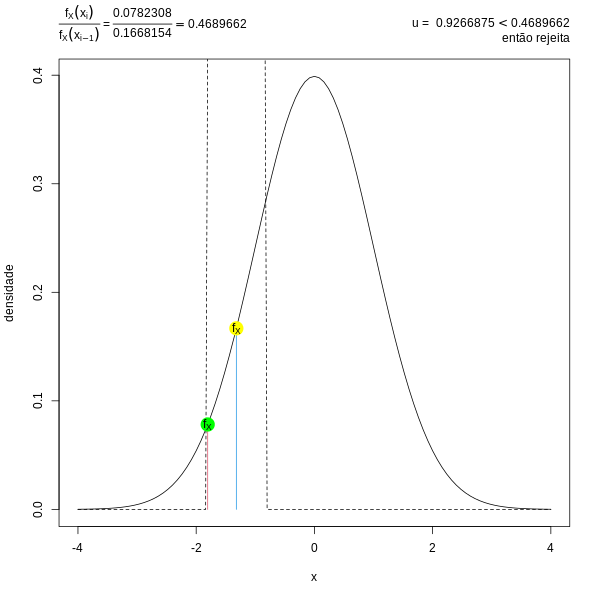 fX(xi)
fX(xi−1)
=
0.0782308
0.1668154
= 0.4689662
u = 0.9266875 < 0.4689662
então rejeita
densidade
0.4
0.3
0.2
0.1
0.0
fX
fX
-4 -2 0 2 4
x